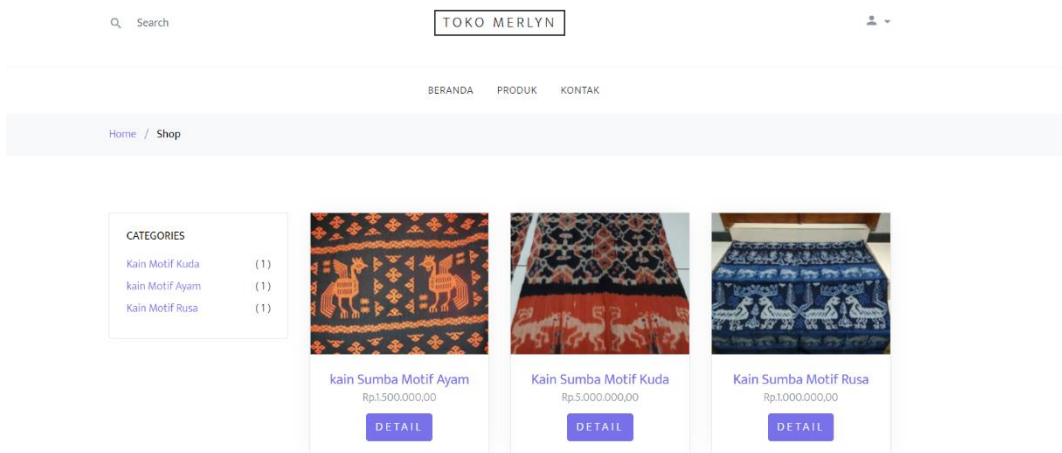 Search
TOKO MERLYN
BERANDA PRODUK KONTAK
Home / Shop
CATEGORIES
Kain Motif Kuda (1)
kain Motif Ayam (1)
Kain Motif Rusa (1)
kain Sumba Motif Ayam
Rp.1.500.000,00
DETAIL
Kain Sumba Motif Kuda
Rp.5.000.000,00
DETAIL
Kain Sumba Motif Rusa
Rp.1.000.000,00
DETAIL